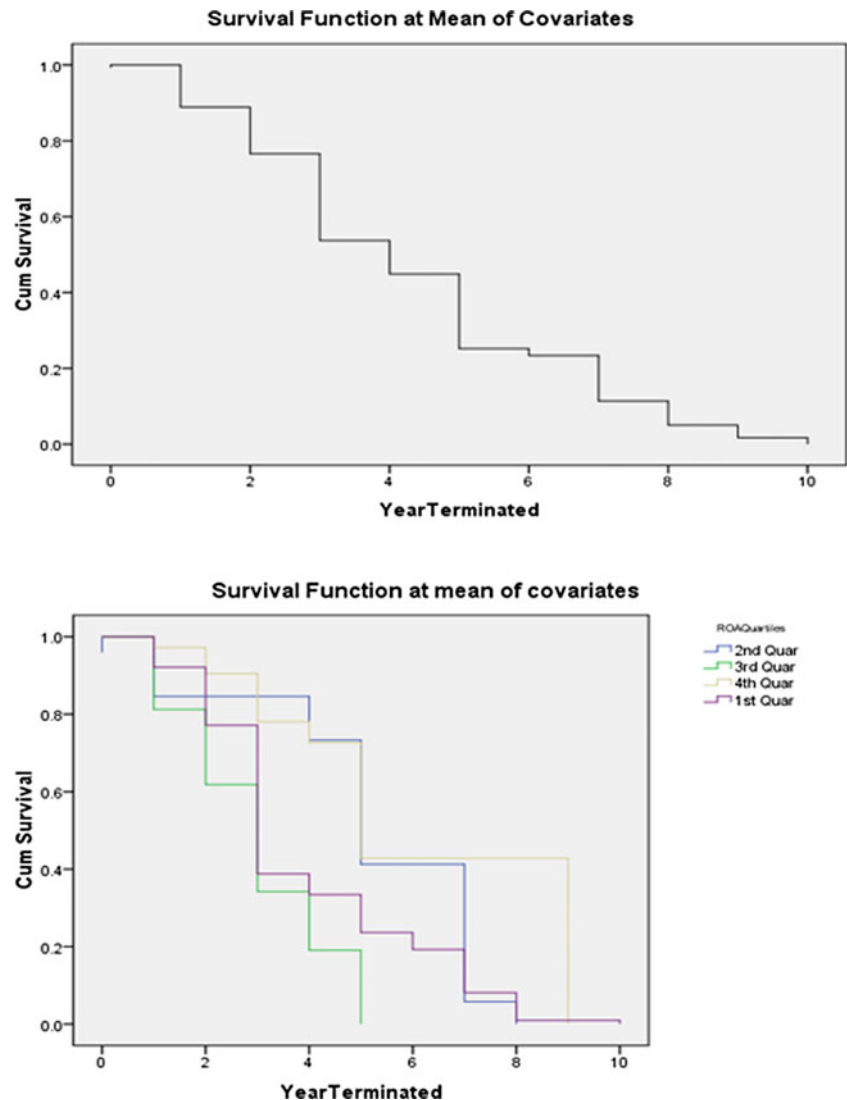 Survival Function at Mean of Covariates
Cum Survival
1.0
0.8
0.6
0.4
0.2
0.0
0 2 4 6 8 10
YearTerminated
Survival Function at mean of covariates
Cum Survival
1.0
0.8
0.6
0.4
0.2
0.0
0 2 4 6 8 10
YearTerminated
ROAQuartiles
2nd Quar
3rd Quar
4th Quar
1st Quar